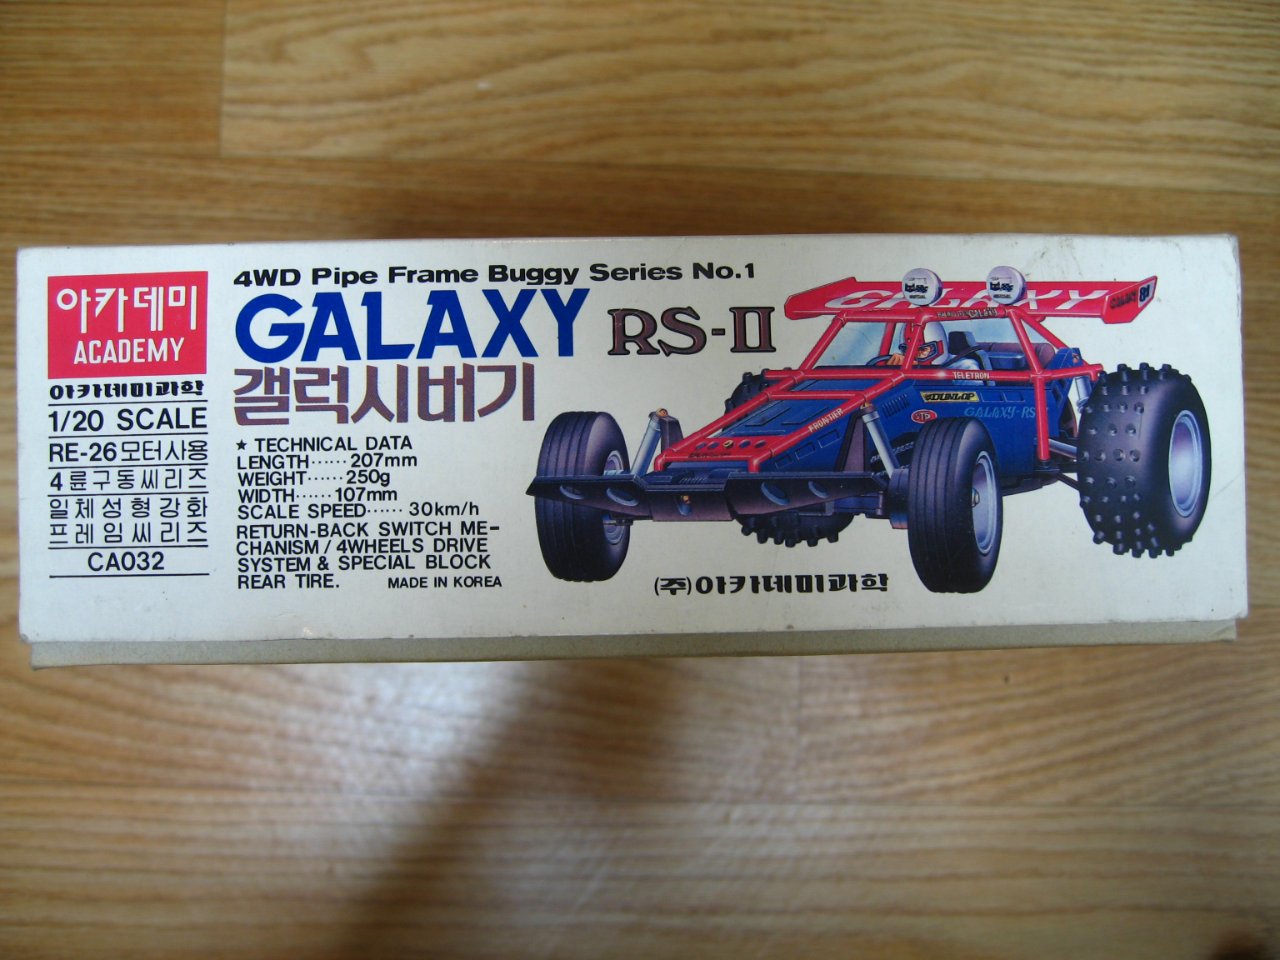 아카데미
ACADEMY
아카데미과학
1/20 SCALE
RE-26 모터사용
4륜구동씨리즈
일체성형강화
프레임씨리즈
CA032
4WD Pipe Frame Buggy Series No.1
GALAXY RS-II
갤럭시버기
★ TECHNICAL DATA
LENGTH······207mm
WEIGHT······250g
WIDTH······107mm
SCALE SPEED······ 30km/h
RETURN-BACK SWITCH ME-
CHANISM / 4WHEELS DRIVE
SYSTEM & SPECIAL BLOCK
REAR TIRE. MADE IN KOREA
GALAXY
81
TELETRON
DUNLOP
FRONTIER
STP
GALAXY-RS
(주)아카데미과학